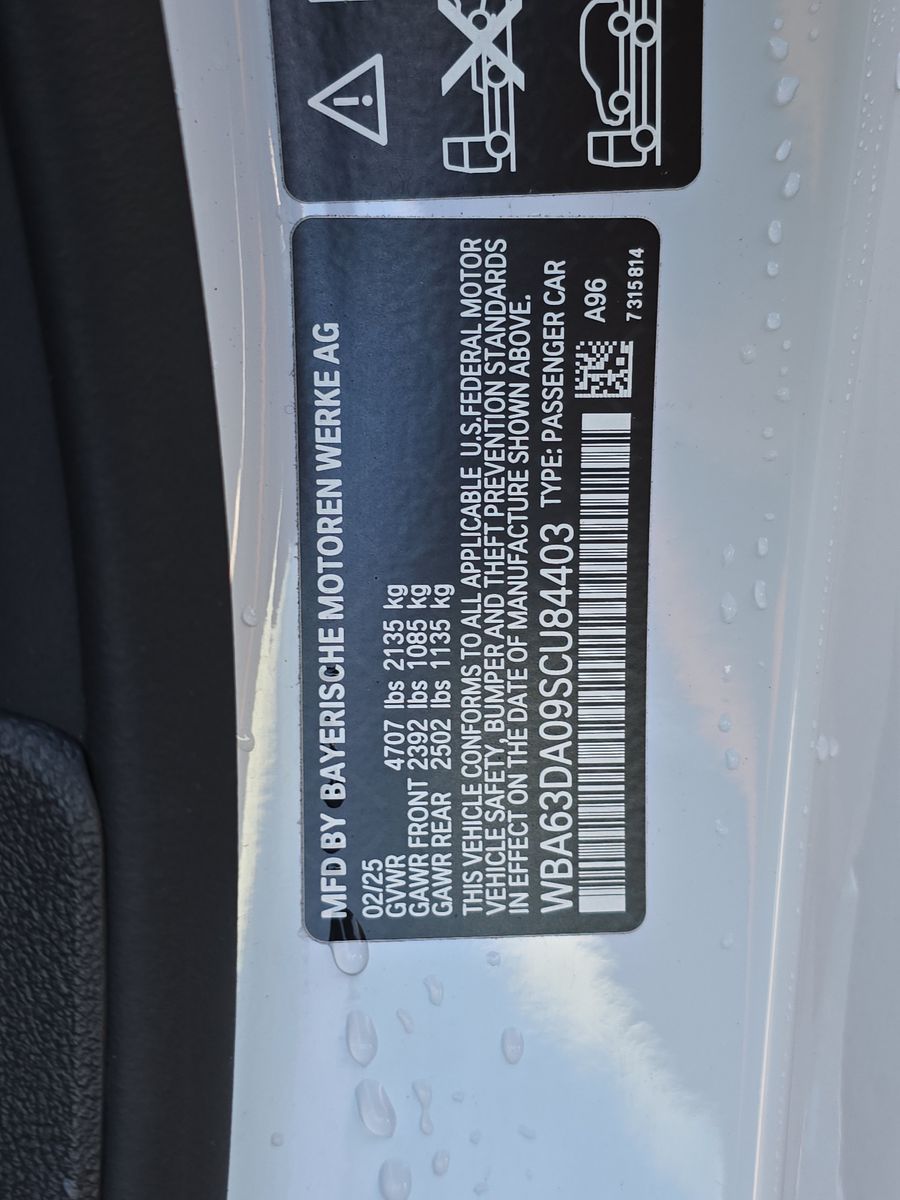 MFD BY BAYERISCHE MOTOREN WERKE AG
02/25
GVWR 4707 lbs 2135 kg
GAWR FRONT 2392 lbs 1085 kg
GAWR REAR 2502 lbs 1135 kg
THIS VEHICLE CONFORMS TO ALL APPLICABLE U.S.FEDERAL MOTOR
VEHICLE SAFETY, BUMPER AND THEFT PREVENTION STANDARDS
IN EFFECT ON THE DATE OF MANUFACTURE SHOWN ABOVE.
WBA63DA09SCU84403 TYPE: PASSENGER CAR
A96
7 315 814